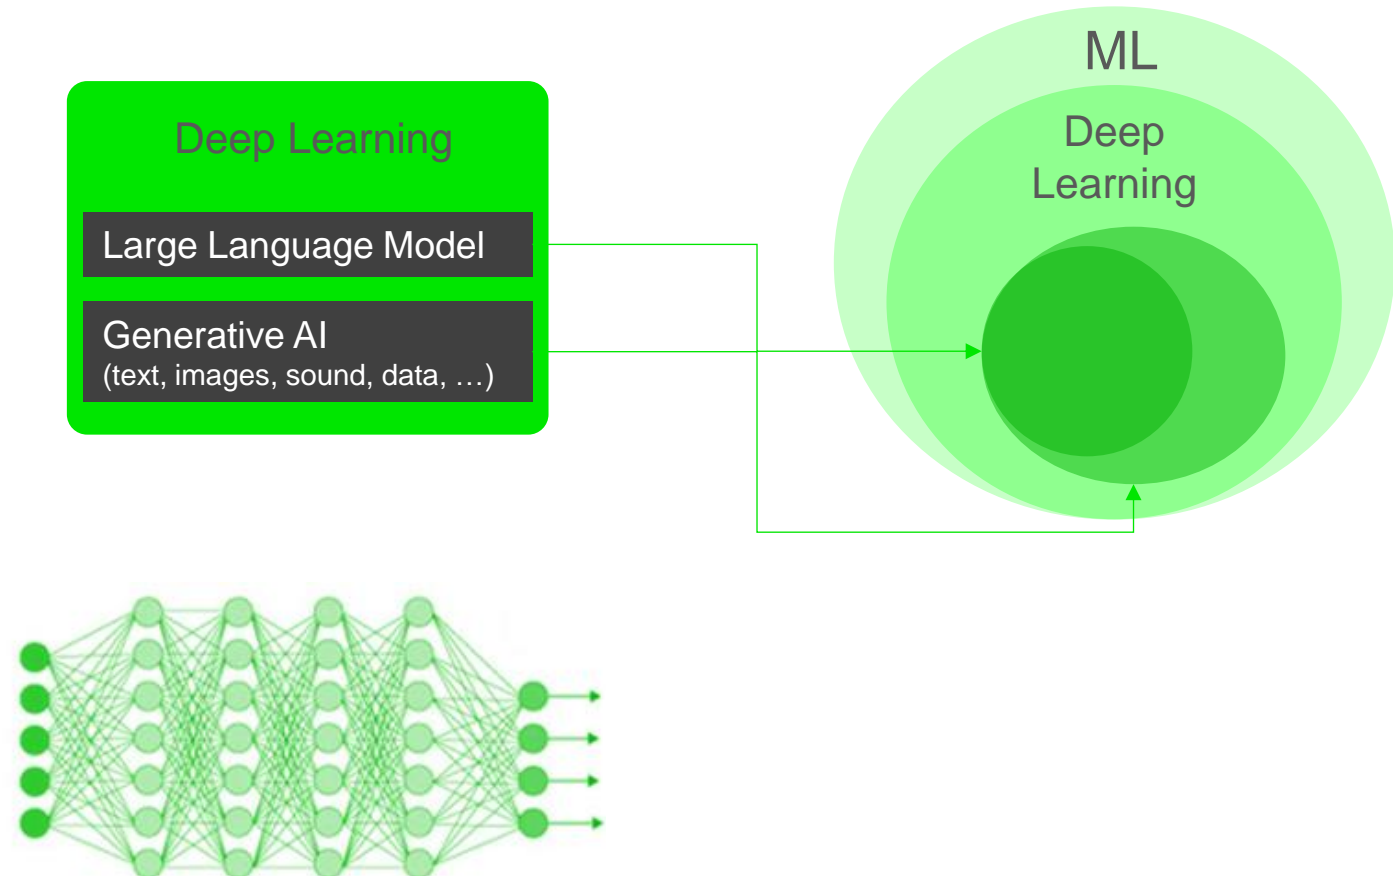 Deep Learning
Large Language Model
Generative AI
(text, images, sound, data, …)
ML
Deep
Learning